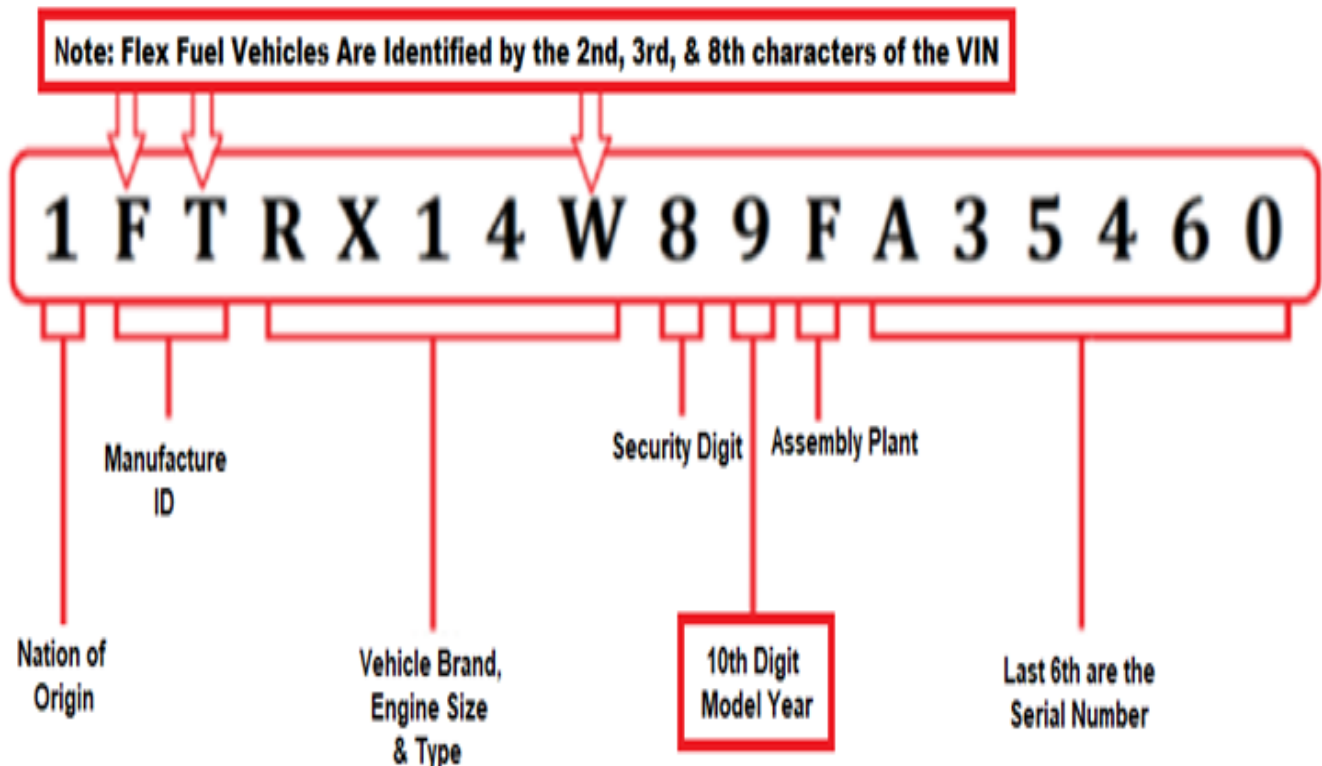 Note: Flex Fuel Vehicles Are Identified by the 2nd, 3rd, & 8th characters of the VIN
1 F T R X 1 4 W 8 9 F A 3 5 4 6 0
Manufacture
ID
Security Digit
Assembly Plant
Nation of
Origin
Vehicle Brand,
Engine Size
& Type
10th Digit
Model Year
Last 6th are the
Serial Number